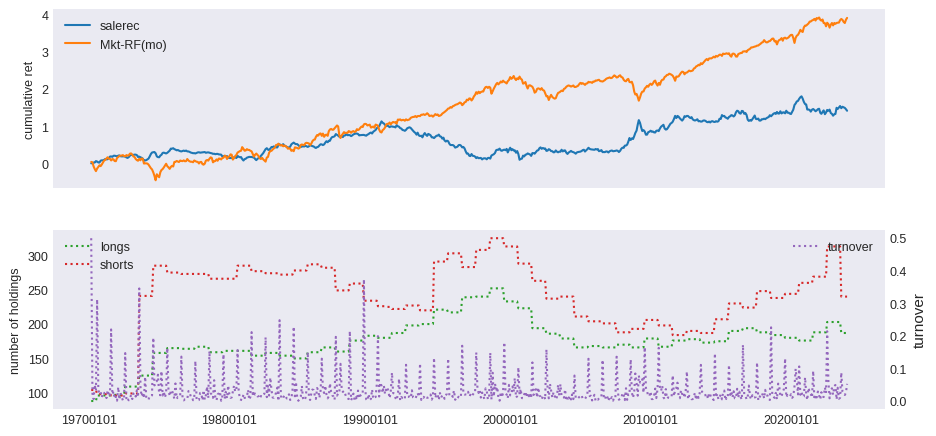 4
3
2
1
0
cumulative ret
salerec
Mkt-RF(mo)
300
250
200
150
100
number of holdings
longs
shorts
turnover
0.5
0.4
0.3
0.2
0.1
0.0
turnover
19700101 19800101 19900101 20000101 20100101 20200101